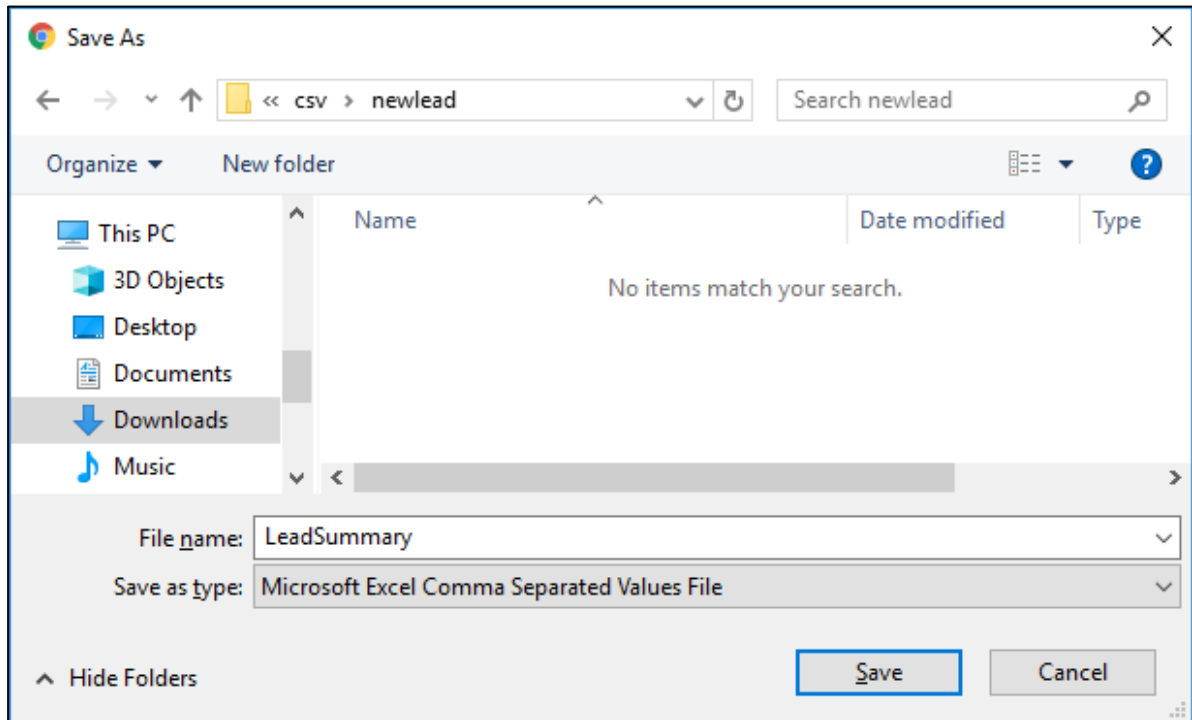 Save As
« csv > newlead
Search newlead
Organize
New folder
?
Name
Date modified
Type
No items match your search.
This PC
3D Objects
Desktop
Documents
Downloads
Music
File name: LeadSummary
Save as type: Microsoft Excel Comma Separated Values File
Hide Folders
Save
Cancel